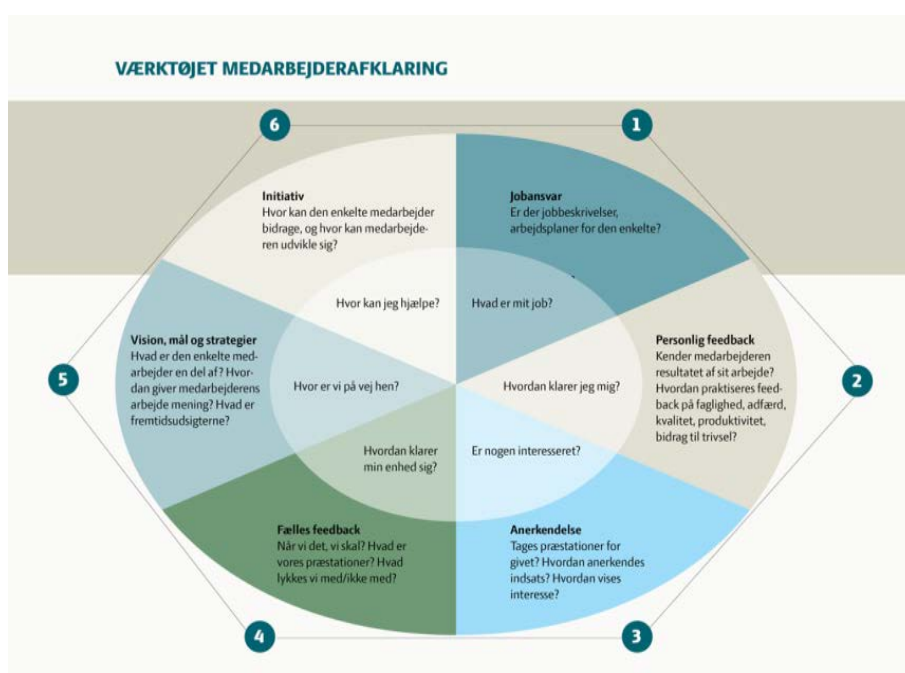 VÆRKTØJET MEDARBEJDERAFKLARING
1
Jobansvar
Er der jobbeskrivelser,
arbejdsplaner for den enkelte?
Hvad er mit job?
2
Personlig feedback
Kender medarbejderen
resultatet af sit arbejde?
Hvordan praktiseres feed-
back på faglighed, adfærd,
kvalitet, produktivitet,
bidrag til trivsel?
Hvordan klarer jeg mig?
3
Anerkendelse
Tages præstationer for
givet? Hvordan anerkendes
indsats? Hvordan vises
interesse?
Er nogen interesseret?
4
Fælles feedback
Når vi det, vi skal? Hvad er
vores præstationer? Hvad
lykkes vi med/ikke med?
Hvordan klarer
min enhed sig?
5
Vision, mål og strategier
Hvad er den enkelte med-
arbejder en del af? Hvor-
dan giver medarbejderens
arbejde mening? Hvad er
fremtidsudsigterne?
Hvor er vi på vej hen?
6
Initiativ
Hvor kan den enkelte medarbejder
bidrage, og hvor kan medarbejde-
ren udvikle sig?
Hvor kan jeg hjælpe?